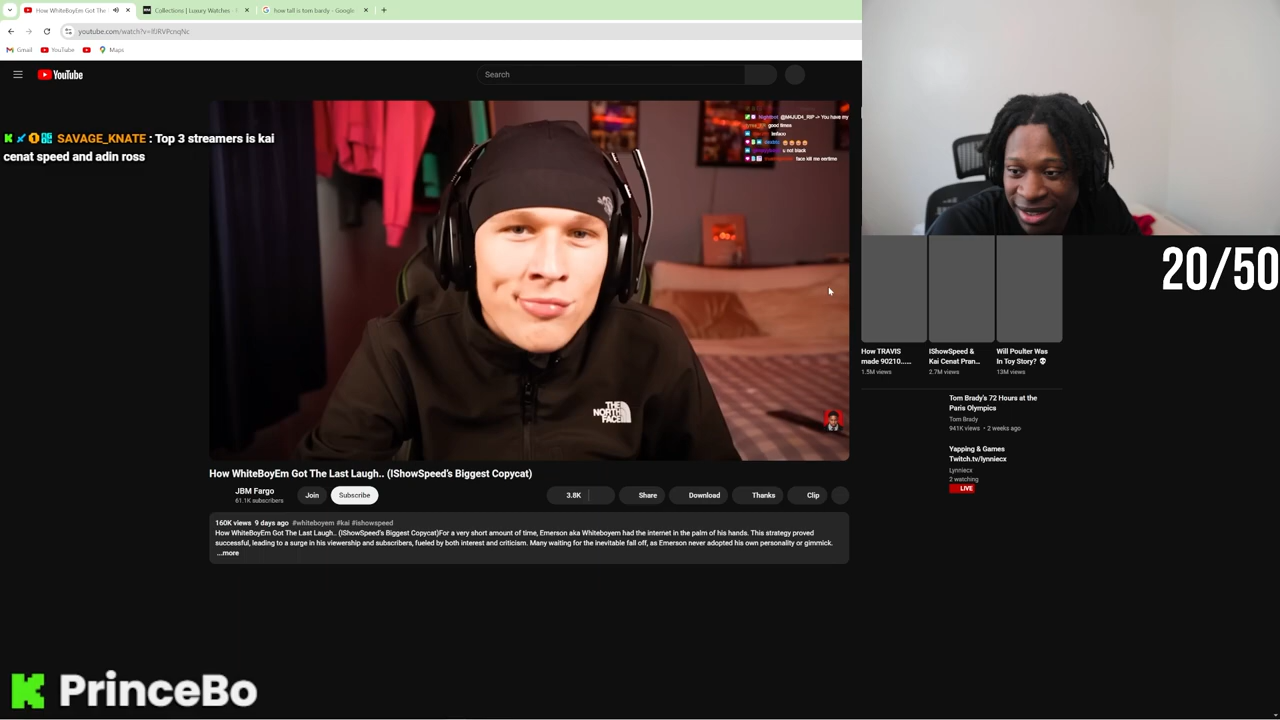 How WhiteBoyEm Got The
Collections | Luxury Watches
how tall is tom bardy - Google
youtube.com/watch?v=
Gmail
YouTube
Maps
YouTube
Search
SAVAGE_KNATE : Top 3 streamers is kai
cenat speed and adin ross
good times
u not black
face kill me eertime
THE
NORTH
FACE
20/50
How TRAVIS
made 90210.....
1.5M views
IShowSpeed &
Kai Cenat Pran...
2.7M views
Will Poulter Was
In Toy Story? 💀
13M views
Tom Brady's 72 Hours at the
Paris Olympics
Tom Brady
941K views • 2 weeks ago
Yapping & Games
Twitch.tv/lynniecx
Lynniecx
2 watching
LIVE
How WhiteBoyEm Got The Last Laugh.. (IShowSpeed's Biggest Copycat)
JBM Fargo
61.1K subscribers
Join
Subscribe
3.8K
Share
Download
Thanks
Clip
160K views 9 days ago #whiteboyem #kai #ishowspeed
How WhiteBoyEm Got The Last Laugh.. (IShowSpeed's Biggest Copycat)For a very short amount of time, Emerson aka Whiteboyem had the internet in the palm of his hands. This strategy proved
successful, leading to a surge in his viewership and subscribers, fueled by both interest and criticism. Many waiting for the inevitable fall off, as Emerson never adopted his own personality or gimmick.
...more
PrinceBo